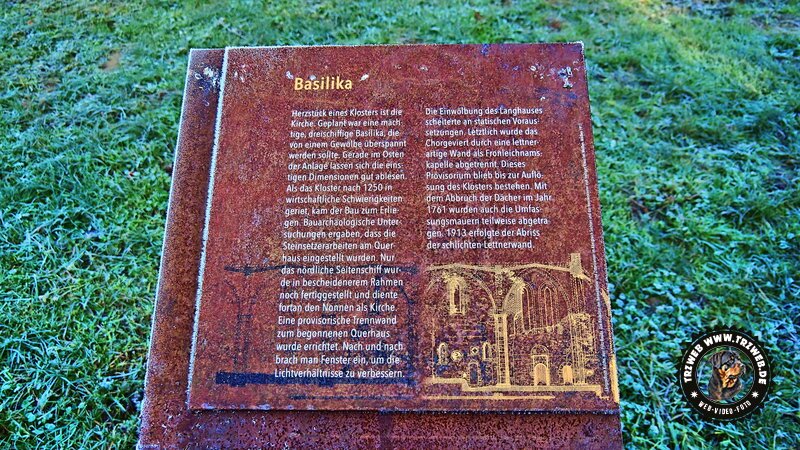 Basilika
Herzstück eines Klosters ist die
Kirche. Geplant war eine mäch-
tige, dreischiffige Basilika, die
von einem Gewölbe überspannt
werden sollte. Gerade im Osten
der Anlage lassen sich die eins-
tigen Dimensionen gut ablesen.
Als das Kloster nach 1250 in
wirtschaftliche Schwierigkeiten
geriet, kam der Bau zum Erlie-
gen. Bauarchäologische Unter-
suchungen ergaben, dass die
Steinsetzerarbeiten am Quer-
haus eingestellt wurden. Nur
das nördliche Seitenschiff wur-
de in bescheidenerem Rahmen
noch fertiggestellt und diente
fortan den Nonnen als Kirche.
Eine provisorische Trennwand
zum begonnenen Querhaus
wurde errichtet. Nach und nach
brach man Fenster ein, um die
Lichtverhältnisse zu verbessern.
Die Einwölbung des Langhauses
scheiterte an statischen Voraus-
setzungen. Letztlich wurde das
Chorgeviert durch eine lettner-
artige Wand als Fronleichnams-
kapelle abgetrennt. Dieses
Provisorium blieb bis zur Auflö-
sung des Klosters bestehen. Mit
dem Abbruch der Dächer im Jahr
1761 wurden auch die Umfas-
sungsmauern teilweise abgetra-
gen. 1913 erfolgte der Abriss
der schlichten Lettnerwand.
TRZWEB WWW.TRZWEB.DE
WEB-VIDEO-FOTO